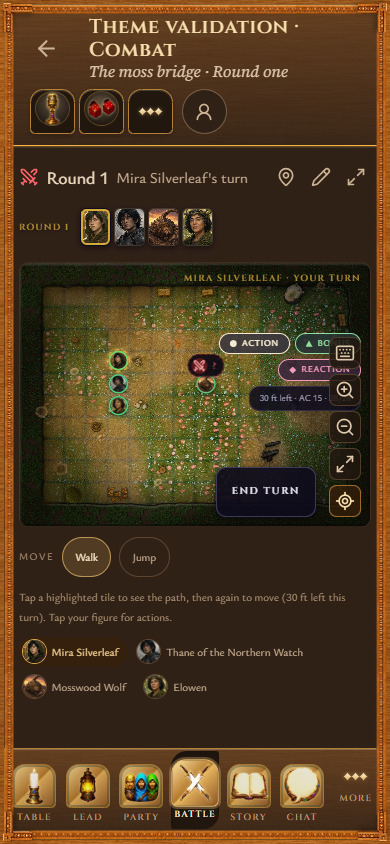 Theme validation ·
Combat
The moss bridge · Round one
Round 1 Mira Silverleaf's turn
ROUND 1
MIRA SILVERLEAF · YOUR TURN
ACTION
REACTION
30 ft left · AC 15 ·
END TURN
MOVE Walk Jump
Tap a highlighted tile to see the path, then again to move (30 ft left this
turn). Tap your figure for actions.
Mira Silverleaf Thane of the Northern Watch
Mosswood Wolf Elowen
TABLE LEAD PARTY BATTLE STORY CHAT MORE